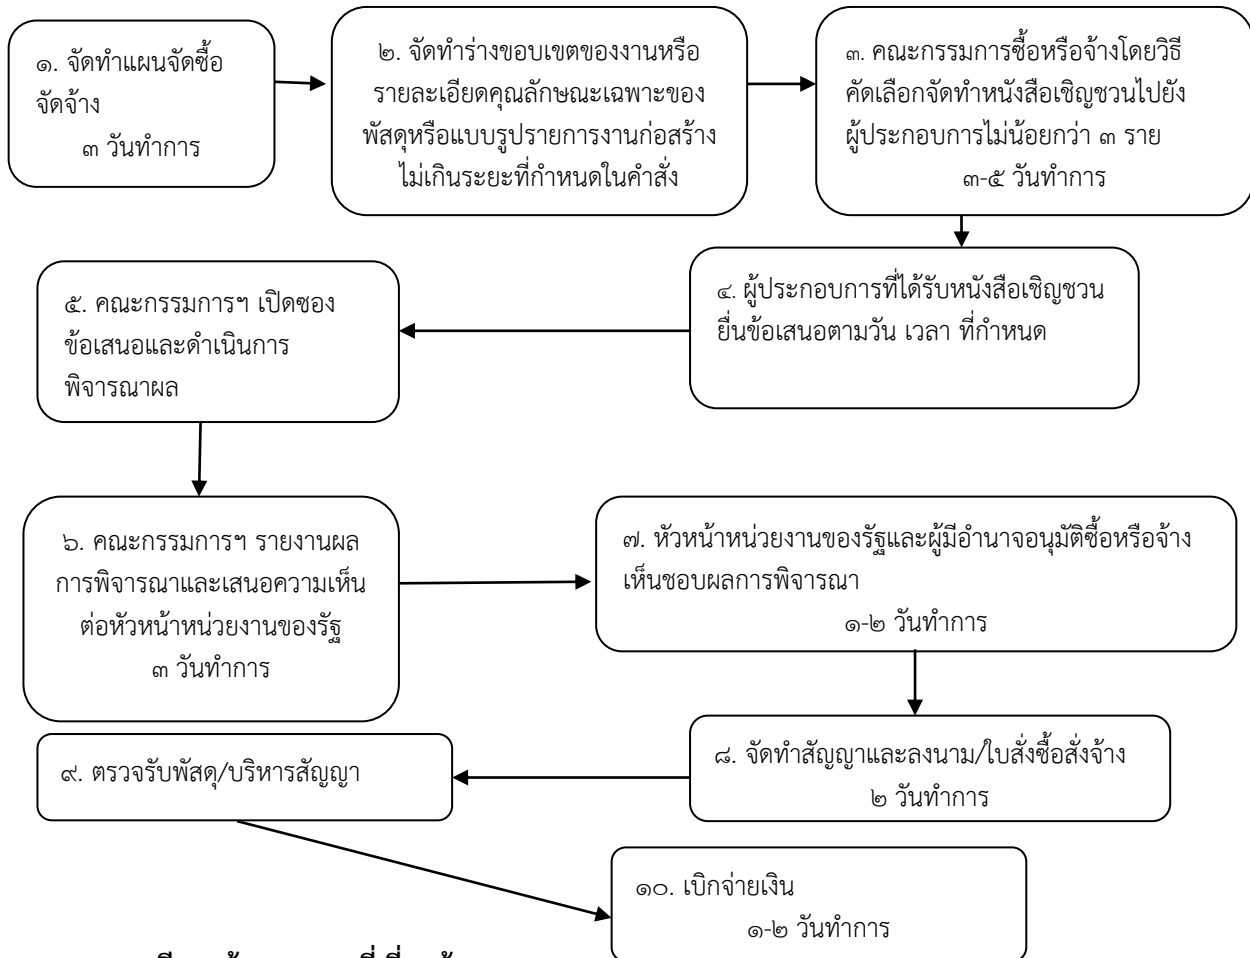 ๑. จัดทำแผนจัดซื้อ
จัดจ้าง
๓ วันทำการ
๒. จัดทำร่างขอบเขตของงานหรือ
รายละเอียดคุณลักษณะเฉพาะของ
พัสดุหรือแบบรูปรายการงานก่อสร้าง
ไม่เกินระยะที่กำหนดในคำสั่ง
๓. คณะกรรมการซื้อหรือจ้างโดยวิธี
คัดเลือกจัดทำหนังสือเชิญชวนไปยัง
ผู้ประกอบการไม่น้อยกว่า ๓ ราย
๓-๕ วันทำการ
๔. ผู้ประกอบการที่ได้รับหนังสือเชิญชวน
ยื่นข้อเสนอตามวัน เวลา ที่กำหนด
๕. คณะกรรมการฯ เปิดซอง
ข้อเสนอและดำเนินการ
พิจารณาผล
๖. คณะกรรมการฯ รายงานผล
การพิจารณาและเสนอความเห็น
ต่อหัวหน้าหน่วยงานของรัฐ
๓ วันทำการ
๗. หัวหน้าหน่วยงานของรัฐและผู้มีอำนาจอนุมัติซื้อหรือจ้าง
เห็นชอบผลการพิจารณา
๑-๒ วันทำการ
๘. จัดทำสัญญาและลงนาม/ใบสั่งซื้อสั่งจ้าง
๒ วันทำการ
๙. ตรวจรับพัสดุ/บริหารสัญญา
๑๐. เบิกจ่ายเงิน
๑-๒ วันทำการ